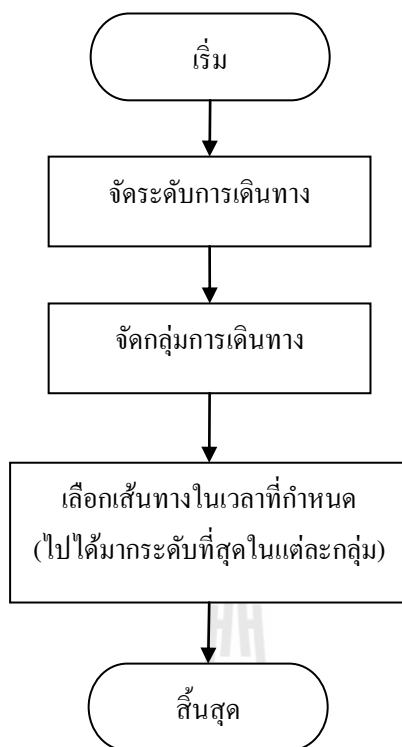 เริ่ม
จัดระดับการเดินทาง
จัดกลุ่มการเดินทาง
เลือกเส้นทางในเวลาที่กำหนด
(ไปได้มากระดับที่สุดในแต่ละกลุ่ม)
สิ้นสุด